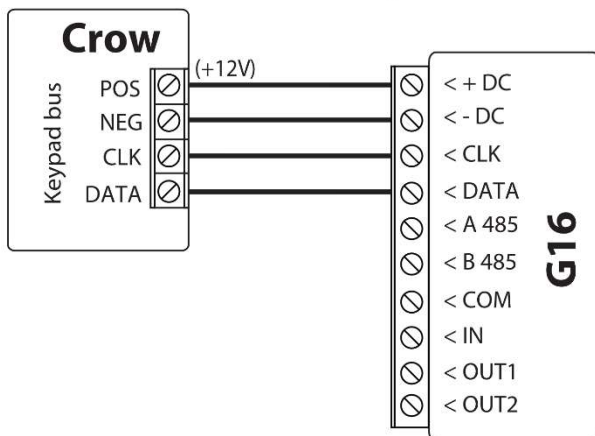 Crow
Keypad bus
POS
NEG
CLK
DATA
(+12V)
< + DC
< - DC
< CLK
< DATA
< A 485
< B 485
< COM
< IN
< OUT1
< OUT2
G16